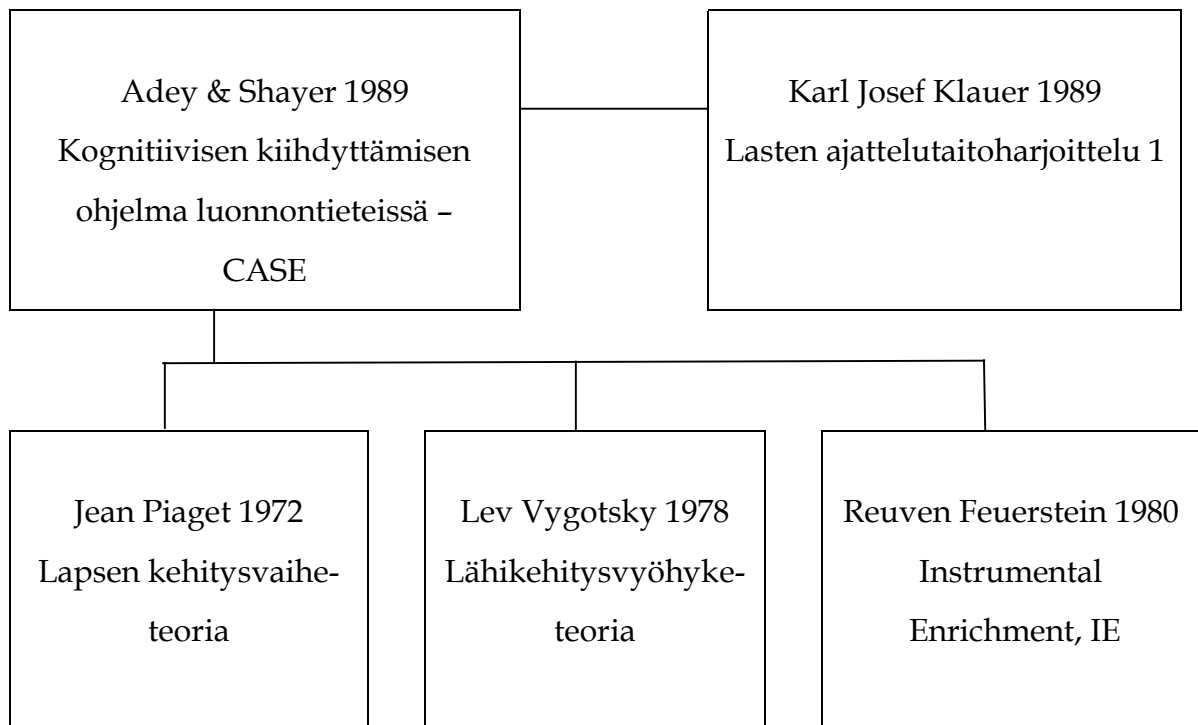 Adey & Shayer 1989
Kognitiivisen kiihdyttämisen
ohjelma luonnontieteissä –
CASE
Karl Josef Klauer 1989
Lasten ajattelutaitoharjoittelu 1
Jean Piaget 1972
Lapsen kehitysvaihe-
teoria
Lev Vygotsky 1978
Lähikehitysvyöhyke-
teoria
Reuven Feuerstein 1980
Instrumental
Enrichment, IE